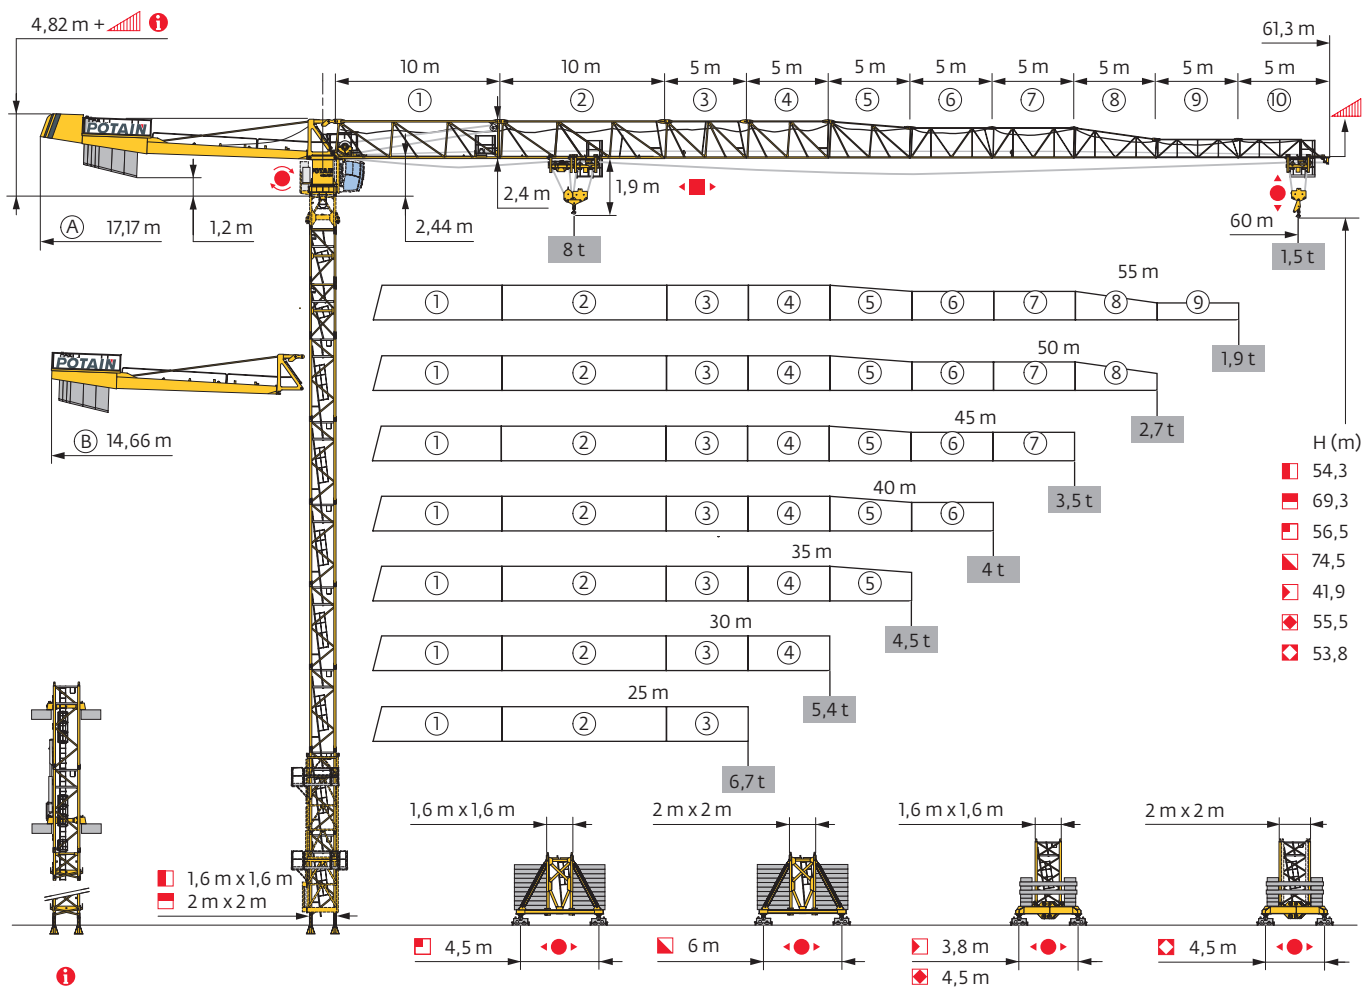 4,82 m +
61,3 m
10 m
10 m
5 m
5 m
5 m
5 m
5 m
5 m
5 m
5 m
1
2
3
4
5
6
7
8
9
10
POTAIN
2,4 m
1,9 m
A 17,17 m
1,2 m
2,44 m
60 m
8 t
1,5 t
55 m
1 2 3 4 5 6 7 8 9
1,9 t
50 m
1 2 3 4 5 6 7 8
2,7 t
POTAIN
B 14,66 m
45 m
1 2 3 4 5 6 7
3,5 t
40 m
1 2 3 4 5 6
4 t
35 m
1 2 3 4 5
4,5 t
30 m
1 2 3 4
5,4 t
25 m
1 2 3
6,7 t
H (m)
54,3
69,3
56,5
74,5
41,9
55,5
53,8
1,6 m x 1,6 m
2 m x 2 m
1,6 m x 1,6 m
2 m x 2 m
1,6 m x 1,6 m
2 m x 2 m
4,5 m
6 m
3,8 m
4,5 m
4,5 m